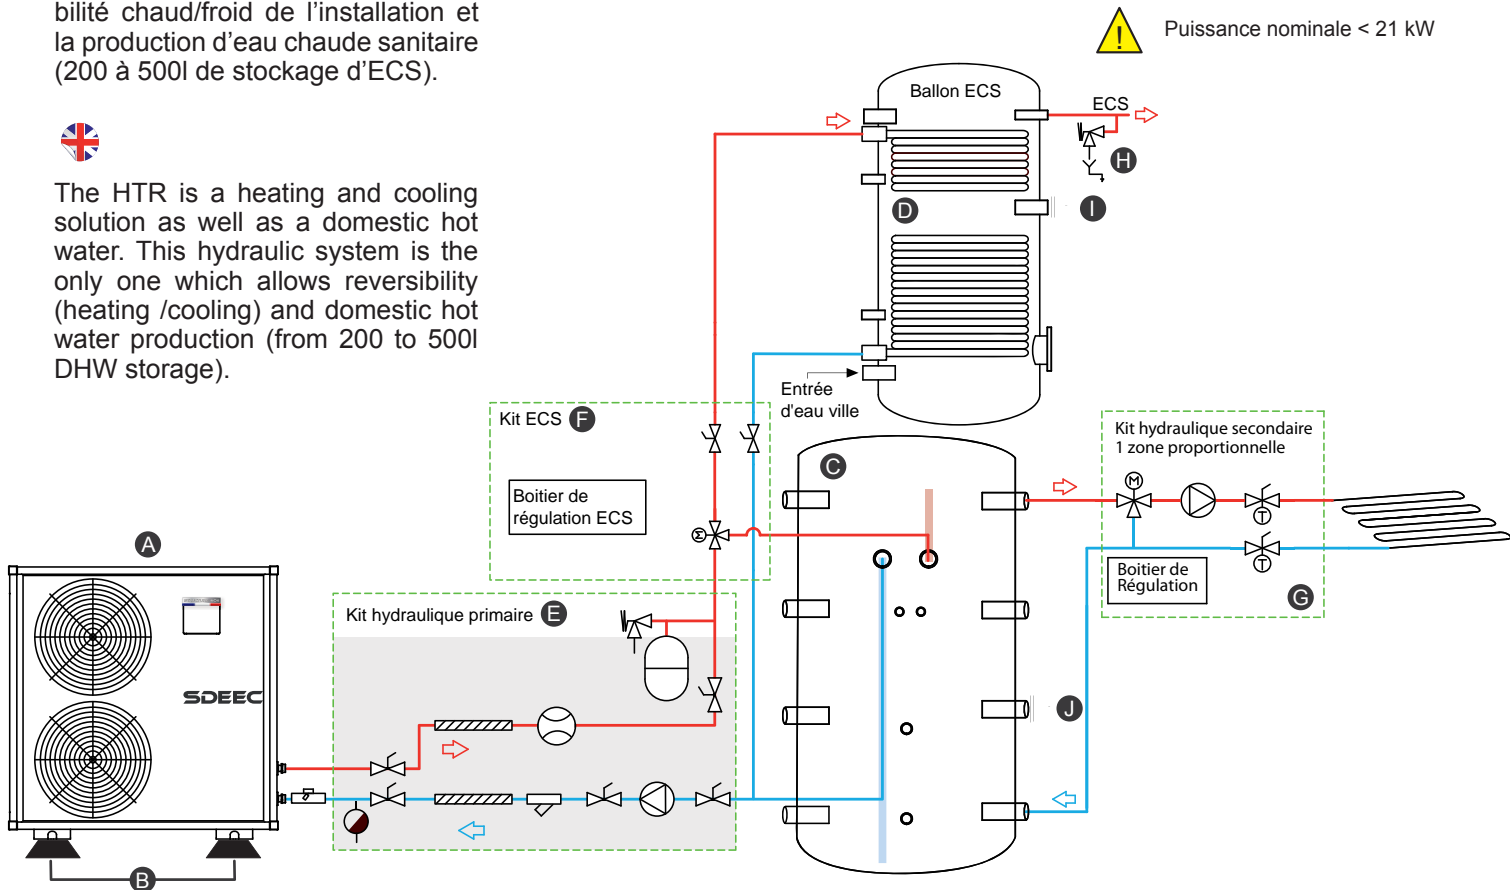 bilité chaud/froid de l'installation et
la production d'eau chaude sanitaire
(200 à 500l de stockage d'ECS).
The HTR is a heating and cooling
solution as well as a domestic hot
water. This hydraulic system is the
only one which allows reversibility
(heating /cooling) and domestic hot
water production (from 200 to 500l
DHW storage).
! Puissance nominale < 21 kW
Ballon ECS
ECS
H
D
I
Entrée
d'eau ville
Kit ECS F
Boitier de
régulation ECS
M
C
Kit hydraulique secondaire
1 zone proportionnelle
M
T
T
Boitier de
Régulation
G
A
SDEEC
B
Kit hydraulique primaire E
J